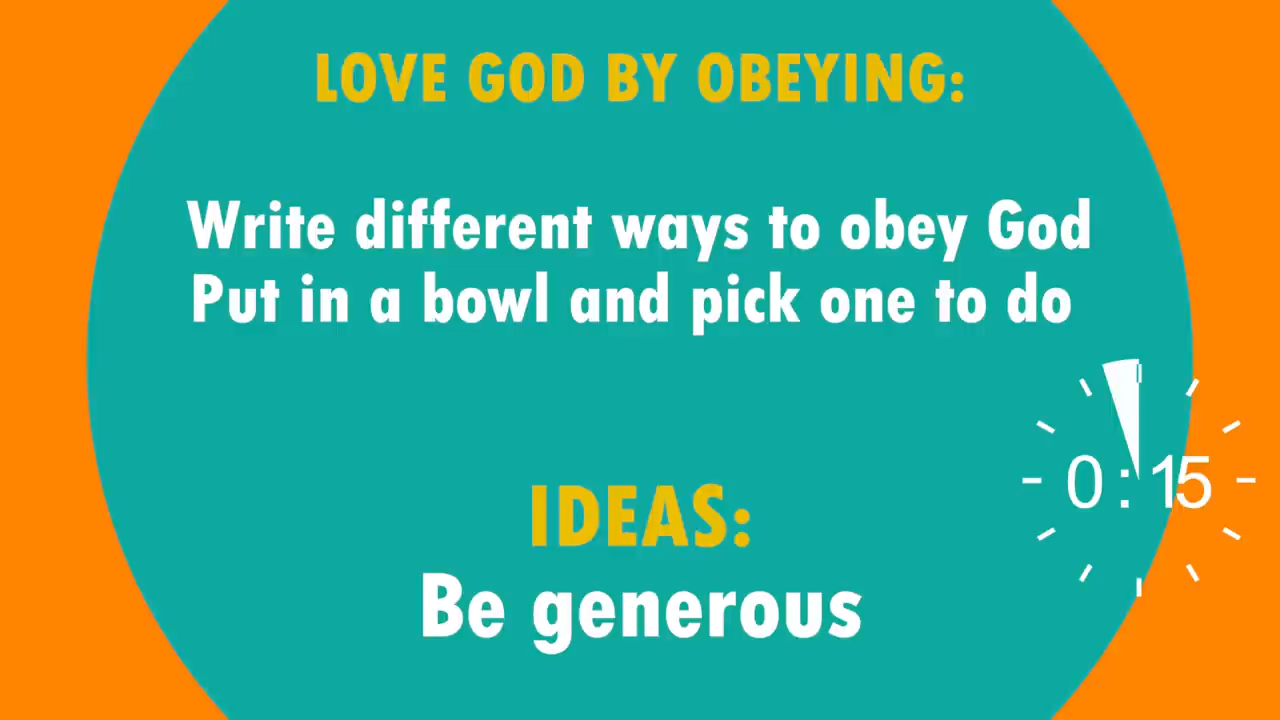 LOVE GOD BY OBEYING:
Write different ways to obey God
Put in a bowl and pick one to do
0:15
IDEAS:
Be generous